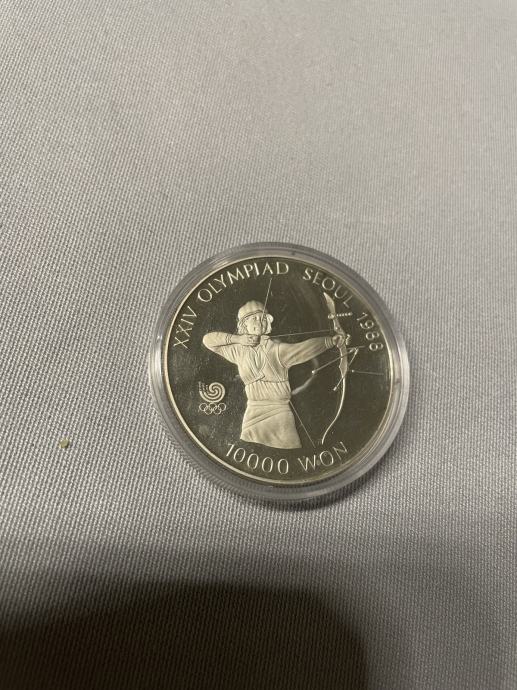 XXIV OLYMPIAD SEOUL 1988
10000 WON